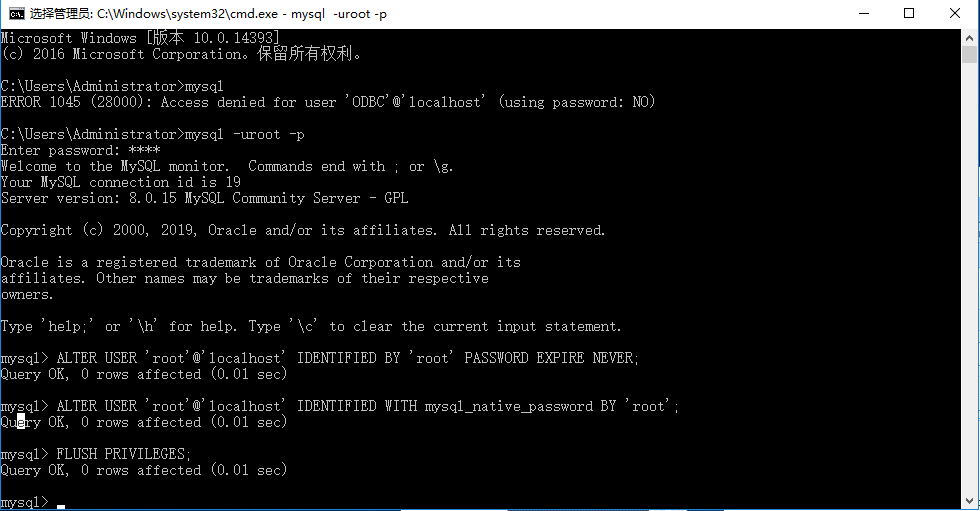 选择管理员: C:\Windows\system32\cmd.exe - mysql  -uroot -p
Microsoft Windows [版本 10.0.14393]
(c) 2016 Microsoft Corporation。保留所有权利。
C:\Users\Administrator>mysql
ERROR 1045 (28000): Access denied for user 'ODBC'@'localhost' (using password: NO)
C:\Users\Administrator>mysql -uroot -p
Enter password: ****
Welcome to the MySQL monitor.  Commands end with ; or \g.
Your MySQL connection id is 19
Server version: 8.0.15 MySQL Community Server - GPL
Copyright (c) 2000, 2019, Oracle and/or its affiliates. All rights reserved.
Oracle is a registered trademark of Oracle Corporation and/or its
affiliates. Other names may be trademarks of their respective
owners.
Type 'help;' or '\h' for help. Type '\c' to clear the current input statement.
mysql> ALTER USER 'root'@'localhost' IDENTIFIED BY 'root' PASSWORD EXPIRE NEVER;
Query OK, 0 rows affected (0.01 sec)
mysql> ALTER USER 'root'@'localhost' IDENTIFIED WITH mysql_native_password BY 'root';
Query OK, 0 rows affected (0.01 sec)
mysql> FLUSH PRIVILEGES;
Query OK, 0 rows affected (0.01 sec)
mysql>